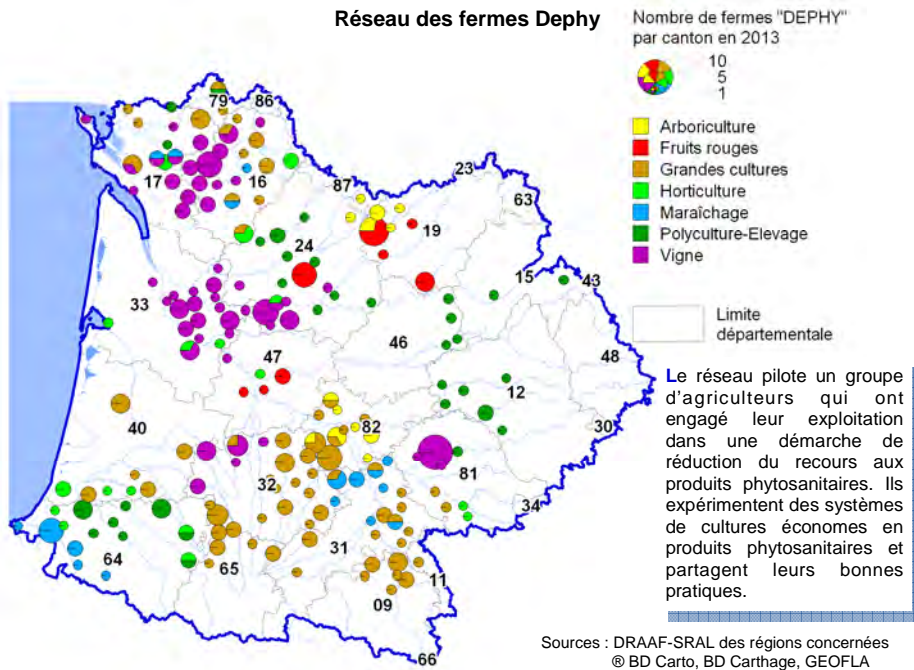 Réseau des fermes Dephy
Nombre de fermes "DEPHY"
par canton en 2013
10
5
1
Arboriculture
Fruits rouges
Grandes cultures
Horticulture
Maraîchage
Polyculture-Elevage
Vigne
Limite
départementale
79
86
17
16
87
23
63
19
24
15
43
33
46
48
47
12
40
82
30
81
32
34
31
64
65
11
09
66
Le réseau pilote un groupe
d'agriculteurs qui ont
engagé leur exploitation
dans une démarche de
réduction du recours aux
produits phytosanitaires. Ils
expérimentent des systèmes
de cultures économes en
produits phytosanitaires et
partagent leurs bonnes
pratiques.
Sources : DRAAF-SRAL des régions concernées
® BD Carto, BD Carthage, GEOFLA